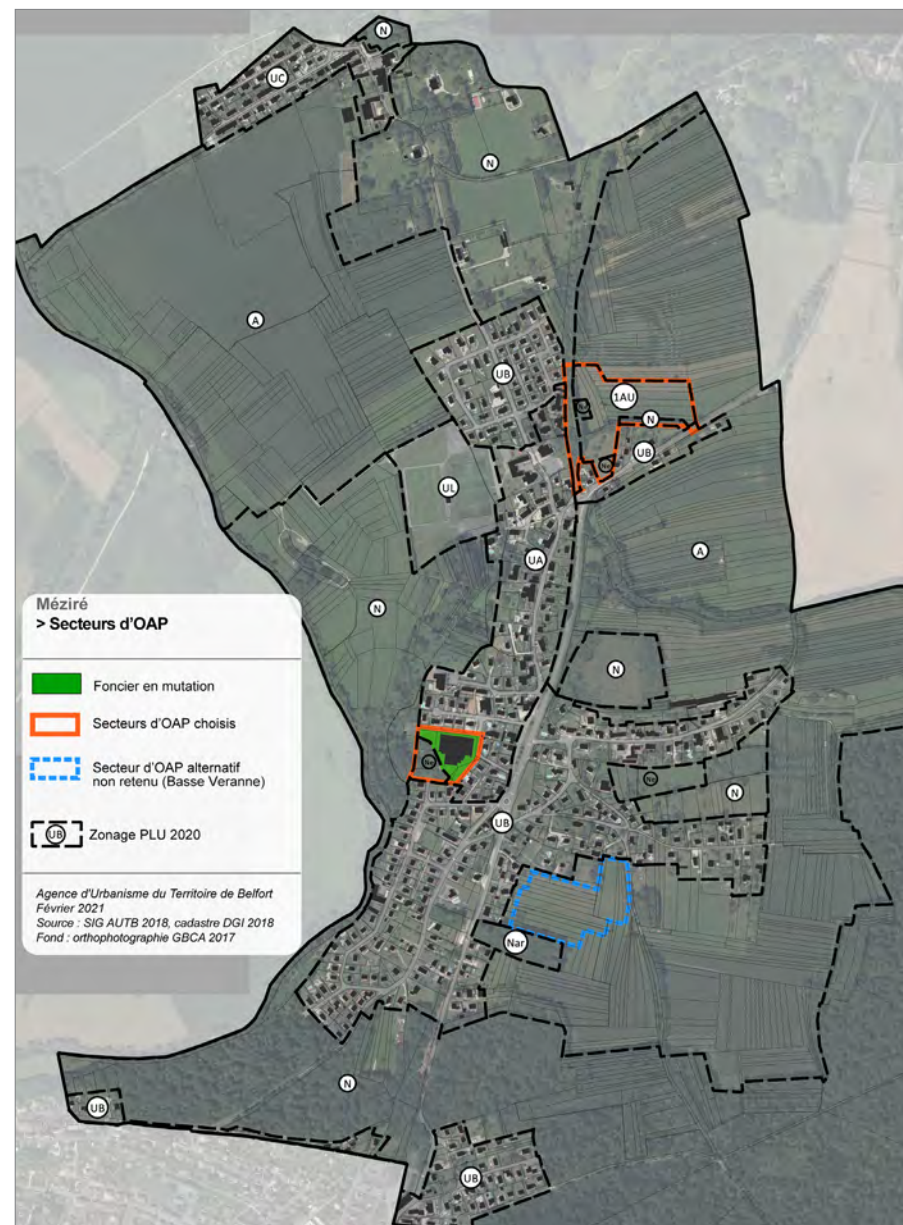 N
UC
N
A
UB
1AU
N
UB
UL
UA
A
N
N
Méziré
> Secteurs d'OAP
Foncier en mutation
Secteurs d'OAP choisis
Secteur d'OAP alternatif
non retenu (Basse Veranne)
UB Zonage PLU 2020
Agence d'Urbanisme du Territoire de Belfort
Février 2021
Source : SIG AUTB 2018, cadastre DGI 2018
Fond : orthophotographie GBCA 2017
N
UB
Nar
N
UB
UB